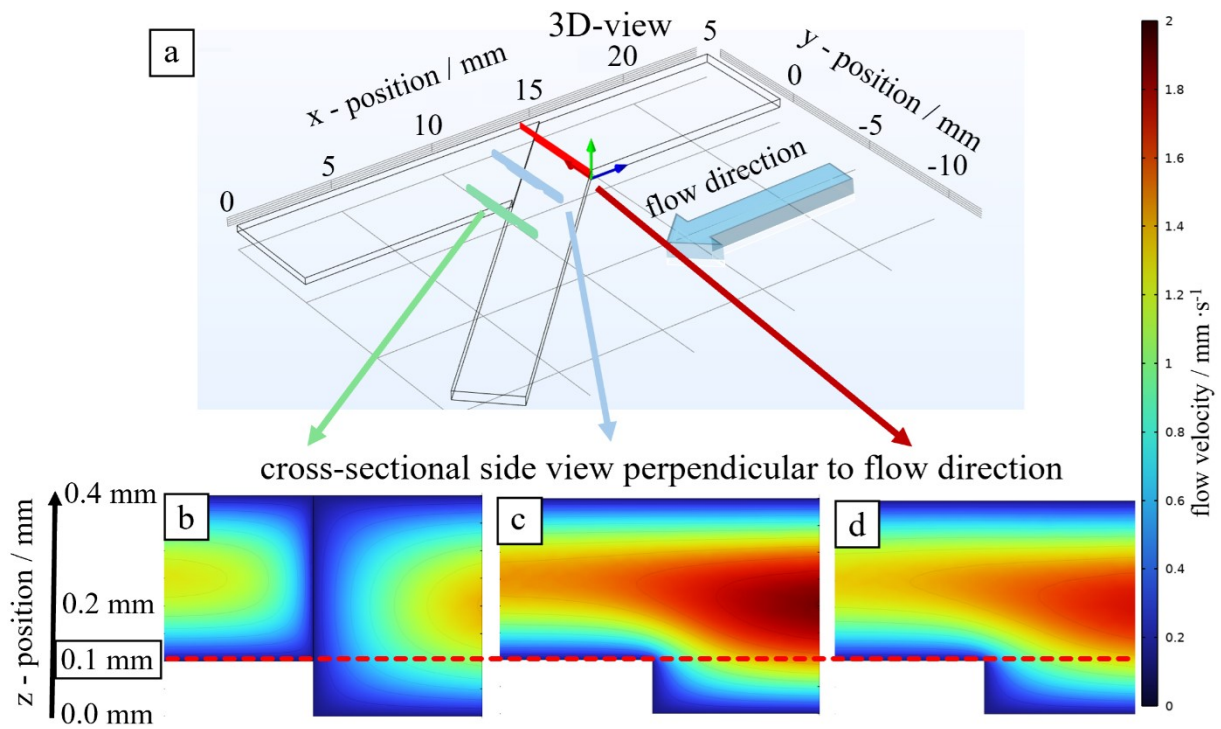 a
3D-view
x - position / mm
0
5
10
15
20
5
0
-5
-10
y - position / mm
flow direction
cross-sectional side view perpendicular to flow direction
z - position / mm
0.4 mm
0.2 mm
0.1 mm
0.0 mm
b
c
d
2
1.8
1.6
1.4
1.2
1
0.8
0.6
0.4
0.2
0
flow velocity / mm ·s⁻¹